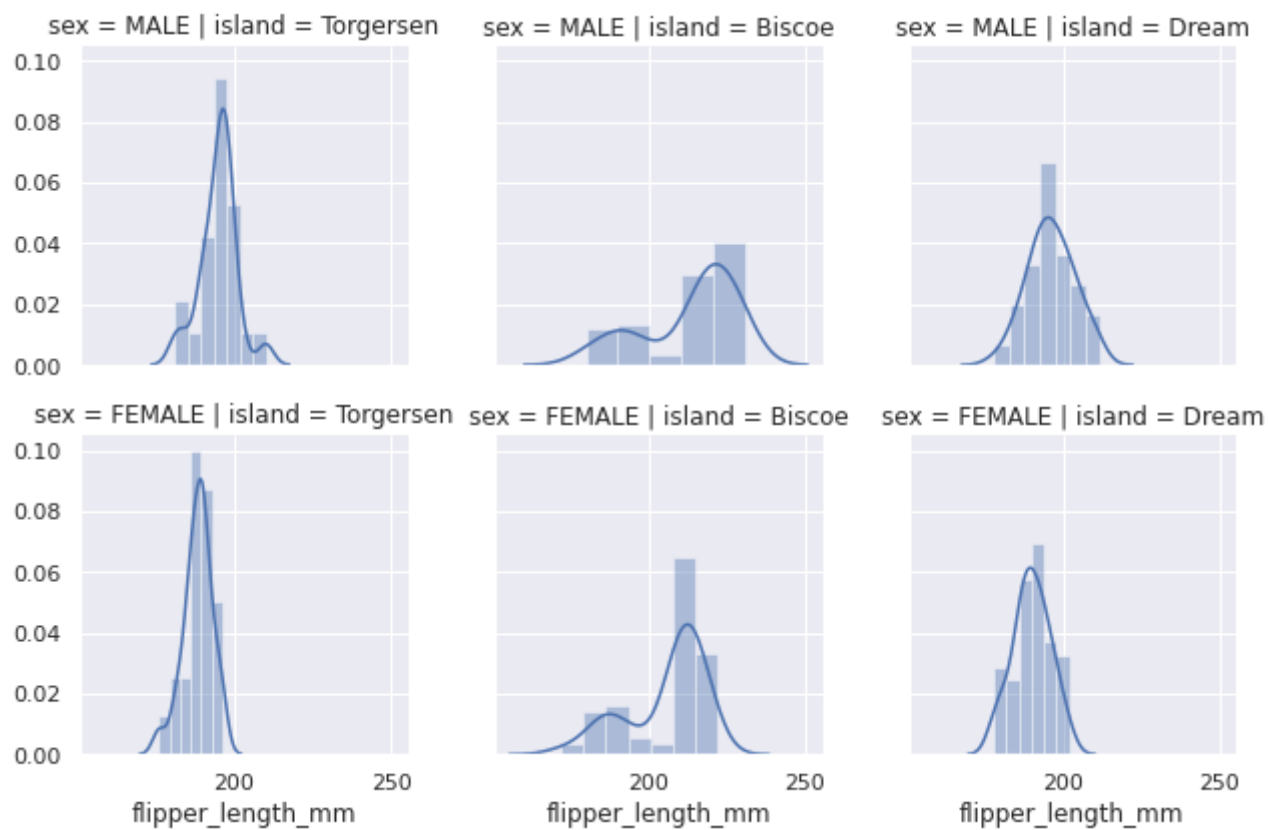 sex = MALE | island = Torgersen
sex = MALE | island = Biscoe
sex = MALE | island = Dream
0.10
0.08
0.06
0.04
0.02
0.00
sex = FEMALE | island = Torgersen
sex = FEMALE | island = Biscoe
sex = FEMALE | island = Dream
0.10
0.08
0.06
0.04
0.02
0.00
200 250
200 250
200 250
flipper_length_mm
flipper_length_mm
flipper_length_mm